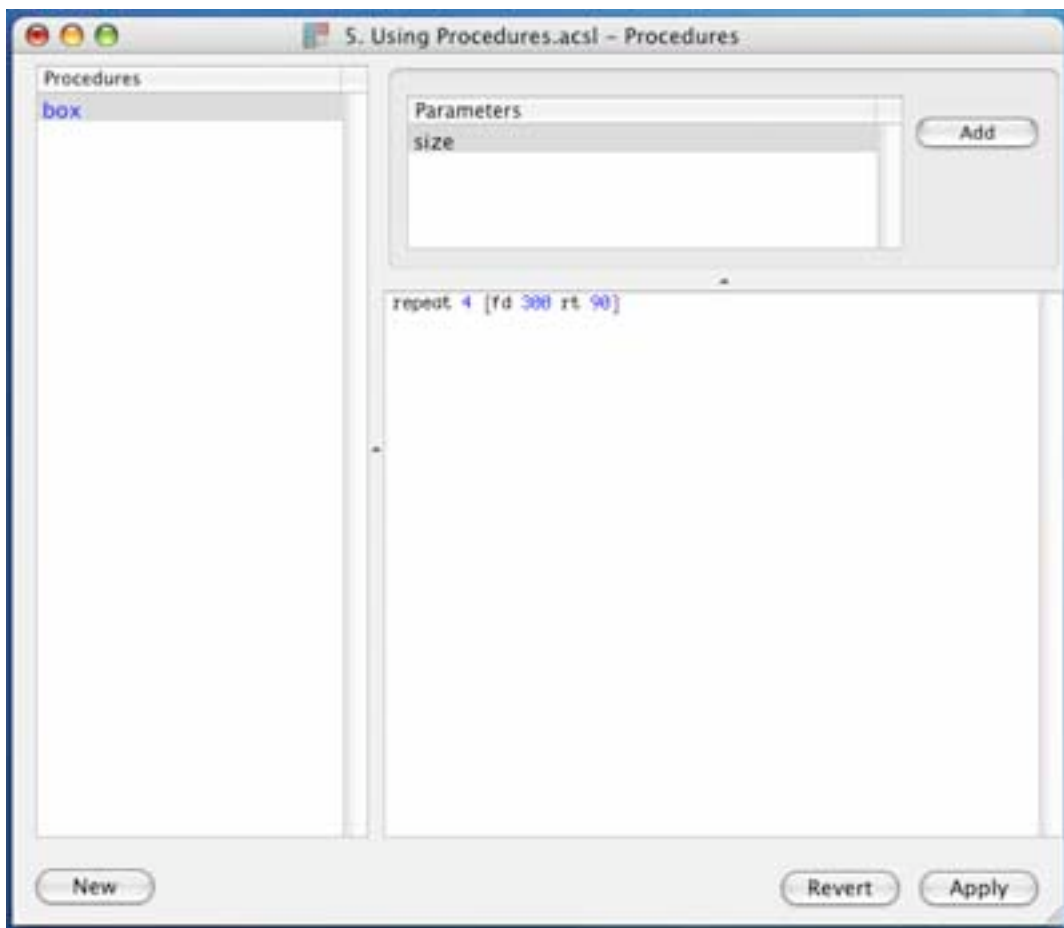 5. Using Procedures.acsl – Procedures
Procedures
box
Parameters
size
Add
repeat 4 [fd 300 rt 90]
New
Revert
Apply